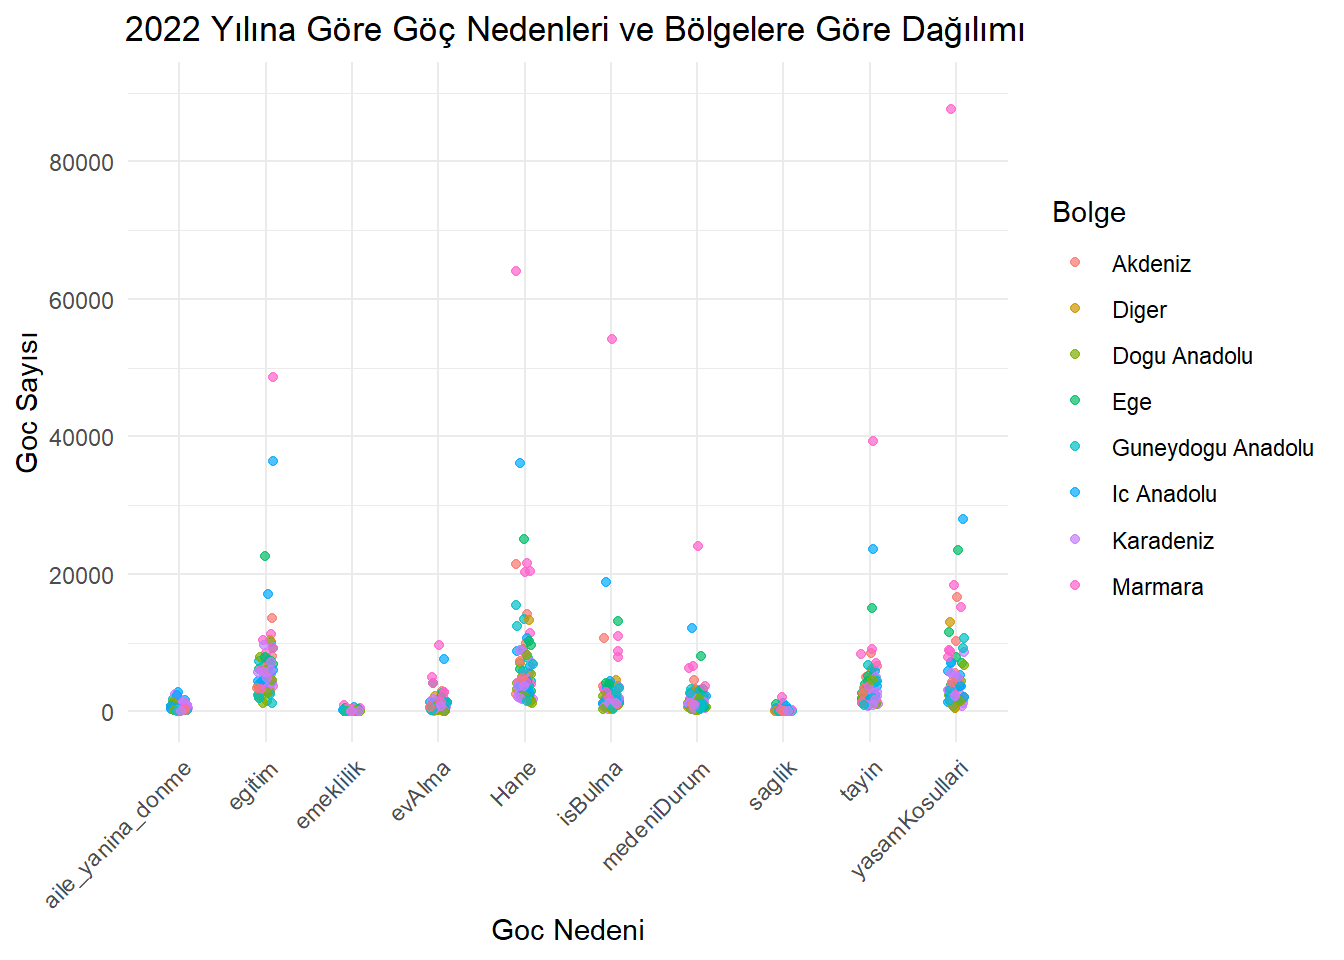 2022 Yılına Göre Göç Nedenleri ve Bölgelere Göre Dağılımı
Goc Sayısı
80000
60000
40000
20000
0
aile_yanina_donme
egitim
emeklilik
evAlma
Hane
isBulma
medeniDurum
saglik
tayin
yasamKosullari
Goc Nedeni
Bolge
Akdeniz
Diger
Dogu Anadolu
Ege
Guneydogu Anadolu
Ic Anadolu
Karadeniz
Marmara